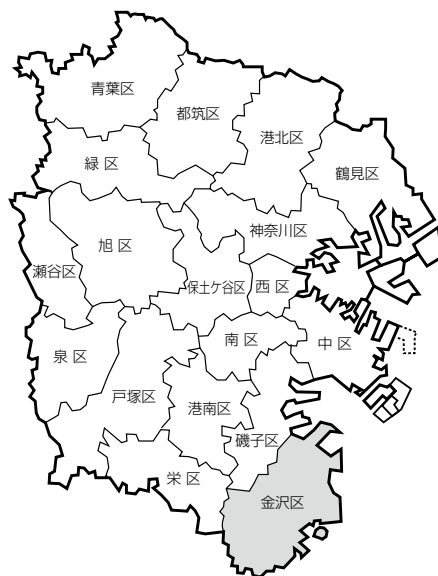 青葉区
都筑区
港北区
緑 区
鶴見区
神奈川区
旭 区
瀬谷区
保土ケ谷区
西 区
南 区
中 区
泉 区
戸塚区
港南区
磯子区
栄 区
金沢区